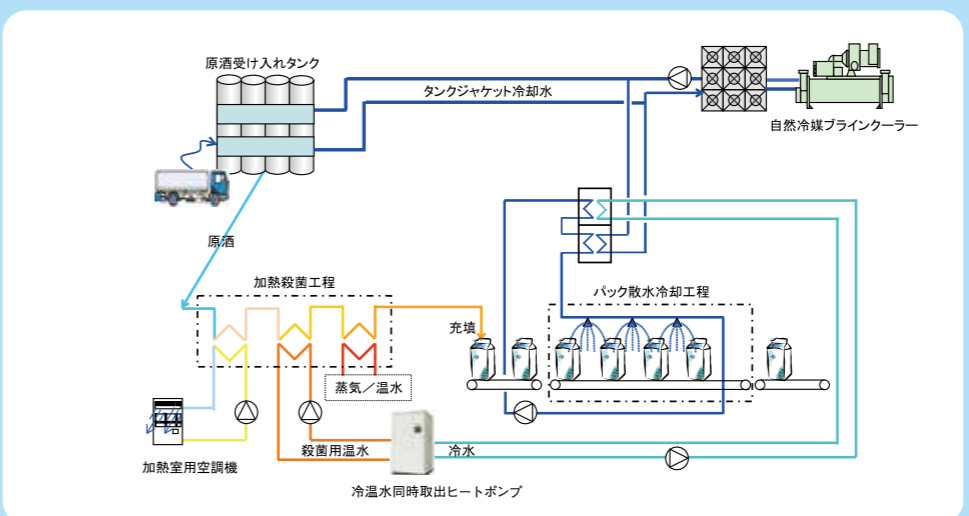 原酒受け入れタンク
タンクジャケット冷却水
自然冷媒ブラインクーラー
原酒
加熱殺菌工程
パック散水冷却工程
充填
蒸気／温水
殺菌用温水
冷水
加熱室用空調機
冷温水同時取出ヒートポンプ